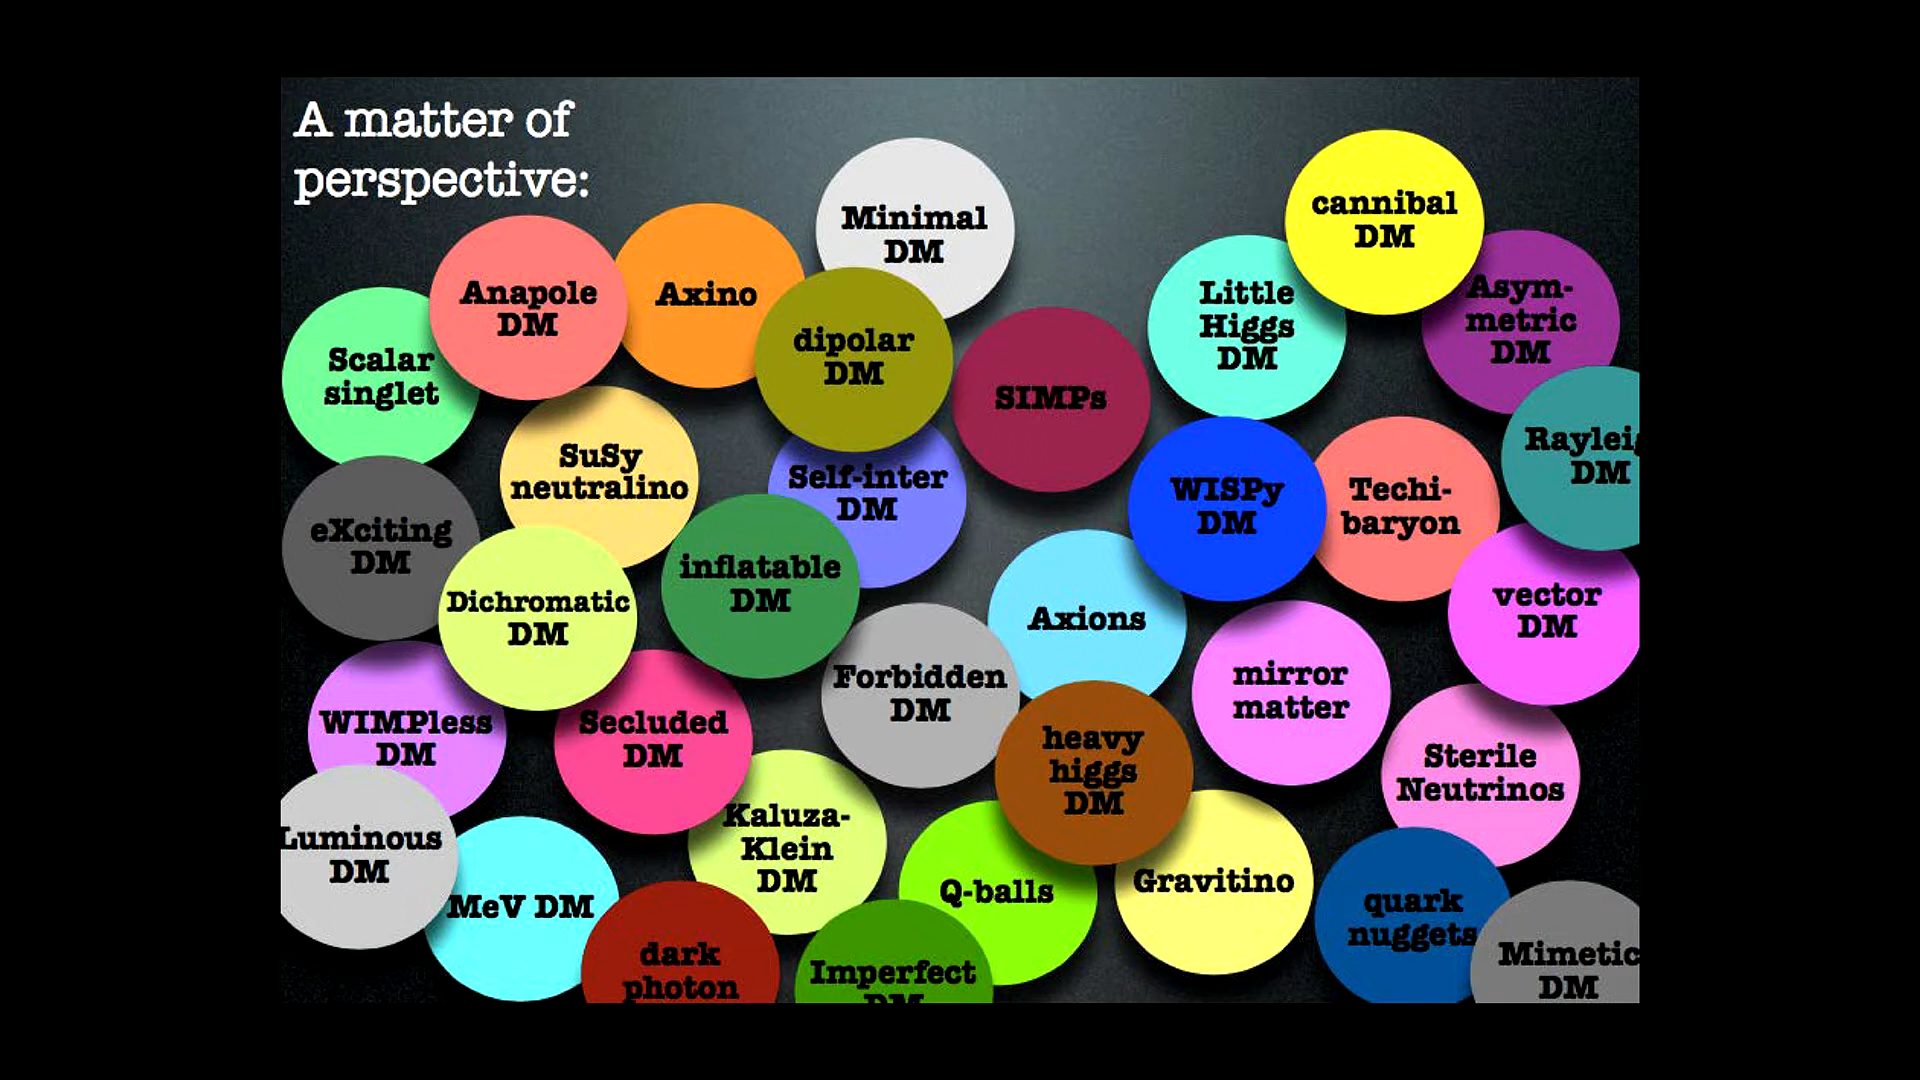 A matter of
perspective:
Minimal
DM
cannibal
DM
Anapole
DM
Axino
Little
Higgs
DM
Asym-
metric
DM
Scalar
singlet
dipolar
DM
SIMPs
SuSy
neutralino
Self-inter
DM
WISPy
DM
Techi-
baryon
DM
eXciting
DM
inflatable
DM
Dichromatic
DM
Axions
vector
DM
Forbidden
DM
mirror
matter
WIMPless
DM
Secluded
DM
heavy
higgs
DM
Sterile
Neutrinos
Luminous
DM
Kaluza-
Klein
DM
MeV DM
Q-balls
Gravitino
quark
nuggets
dark
photon
Imperfect
DM
Mimetic
DM